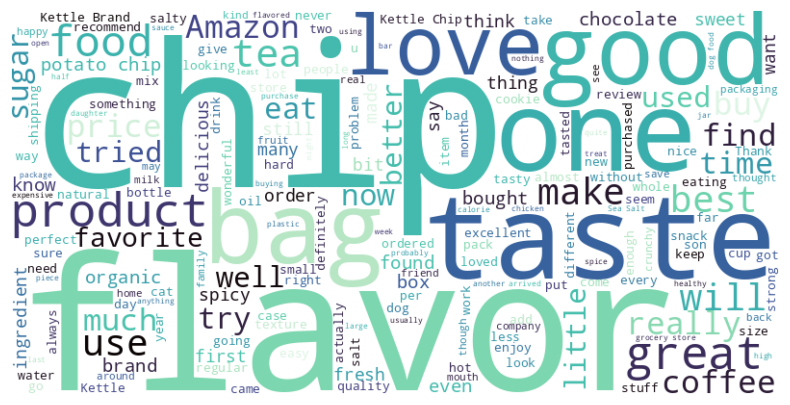 Kettle Brand
salty
Kettle Chip
think
take
chocolate
sweet
happy
open
recommend
Amazon
kind
flavored
never
sauce
using
bar
nothing
want
sugar
food
tea
give
two
looking
love
good
u
real
people
store
lot
least
thing
see
dog food
potato chip
mix
half
daughter
something
purchase
eat
made
problem
long
better
say
item
bad
month
cookie
review
used
buy
packaging
jar
shipping
price
chip
one
tasted
purchased
find
way
tried
may
delicious
wonderful
drink
fruit
many
still
hard
bit
right
new
treat
quite
nice
Thank
time
thought
package
know
milk
natural
bottle
expensive
buying
oil
order
now
bought
tasty
almost
without
save
whole
eating
best
product
bag
plastic
definitely
week
make
calorie
chicken
Sea Salt
seem
far
snack
son
keep
cup
got
taste
perfect
sure
favorite
family
ordered
probably
found
excellent
pack
loved
spice
different
enough
crunchy
strong
need
piece
organic
well
small
right
friend
box
another
arrived
put
come
every
will
back
ingredient
home
cat
day
anything
spicy
try
actually
per
dog
work
though
little
really
size
healthy
always
much
year
use
going
case
texture
salt
large
usually
company
add
less
enjoy
look
grocery store
high
great
last
water
go
around
Kettle
brand
first
regular
came
easy
quality
fresh
even
hot
mouth
flavor
stuff
coffee